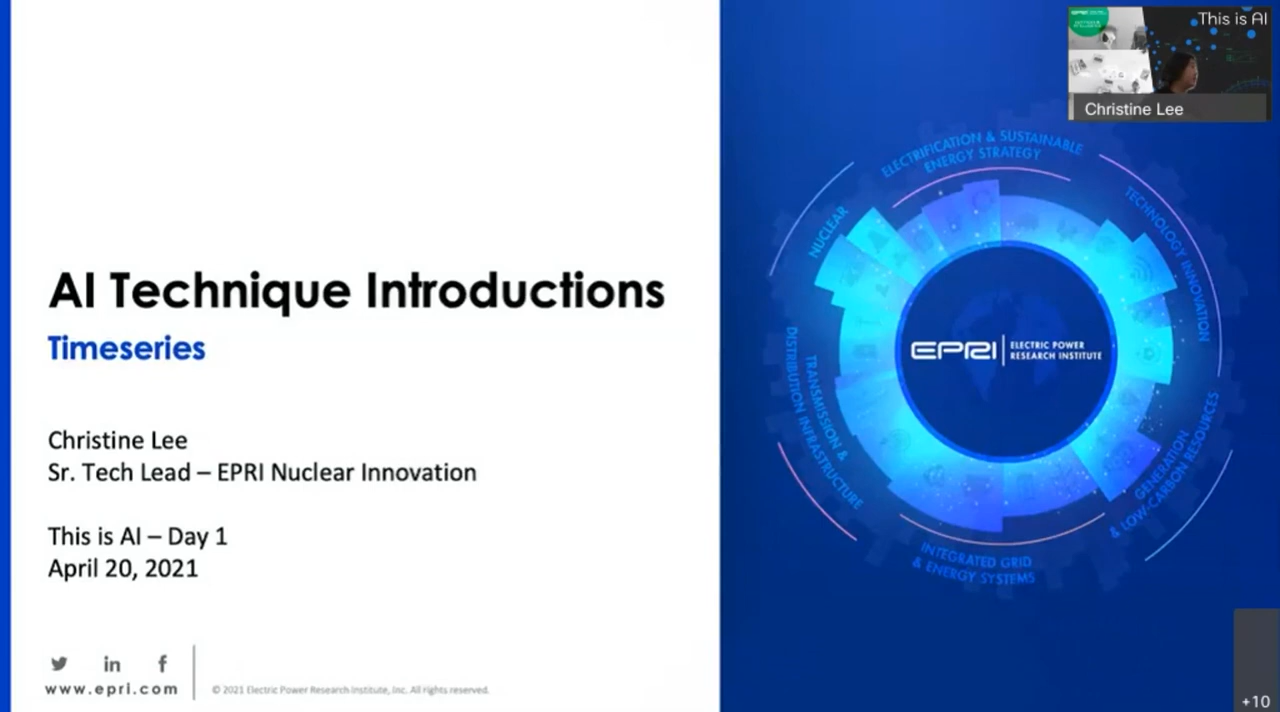 AI Technique Introductions
Timeseries
Christine Lee
Sr. Tech Lead – EPRI Nuclear Innovation
This is AI – Day 1
April 20, 2021
www.epri.com
© 2021 Electric Power Research Institute, Inc. All rights reserved.
This is AI
Christine Lee
ELECTRIFICATION & SUSTAINABLE
ENERGY STRATEGY
NUCLEAR
TECHNOLOGY INNOVATION
EPRI
ELECTRIC POWER
RESEARCH INSTITUTE
TRANSMISSION &
DISTRIBUTION INFRASTRUCTURE
GENERATION
& LOW-CARBON RESOURCES
INTEGRATED GRID
& ENERGY SYSTEMS
+10